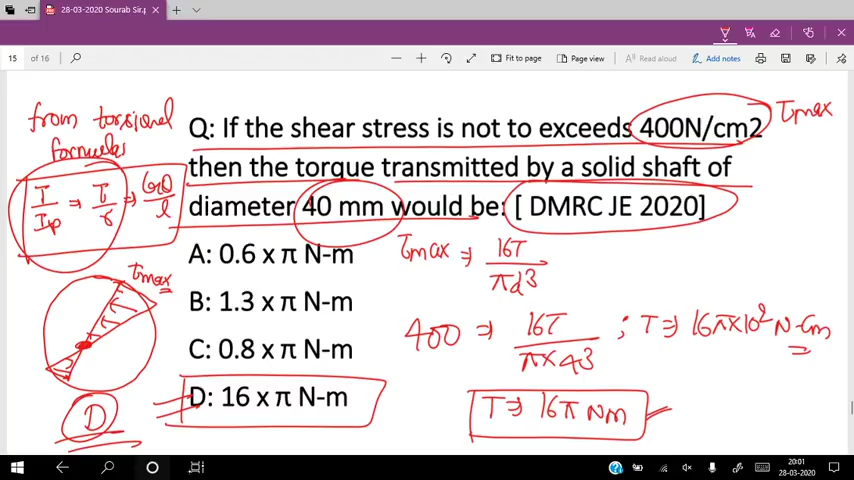 28-03-2020 Sourab Sir.p
15 of 16
Fit to page
Page view
Read aloud
Add notes
from torsional
formulas
T/Ip ⇒ τ/r ⇒ Gθ/l
Q: If the shear stress is not to exceeds 400N/cm2
τmax
then the torque transmitted by a solid shaft of
diameter 40 mm would be: [ DMRC JE 2020]
A: 0.6 x π N-m
B: 1.3 x π N-m
C: 0.8 x π N-m
D: 16 x π N-m
τmax ⇒ 16T/πd³
400 ⇒ 16T/π×4³ ; T ⇒ 16π×10² N-cm
T ⇒ 16π Nm
τmax
D
20:01
28-03-2020